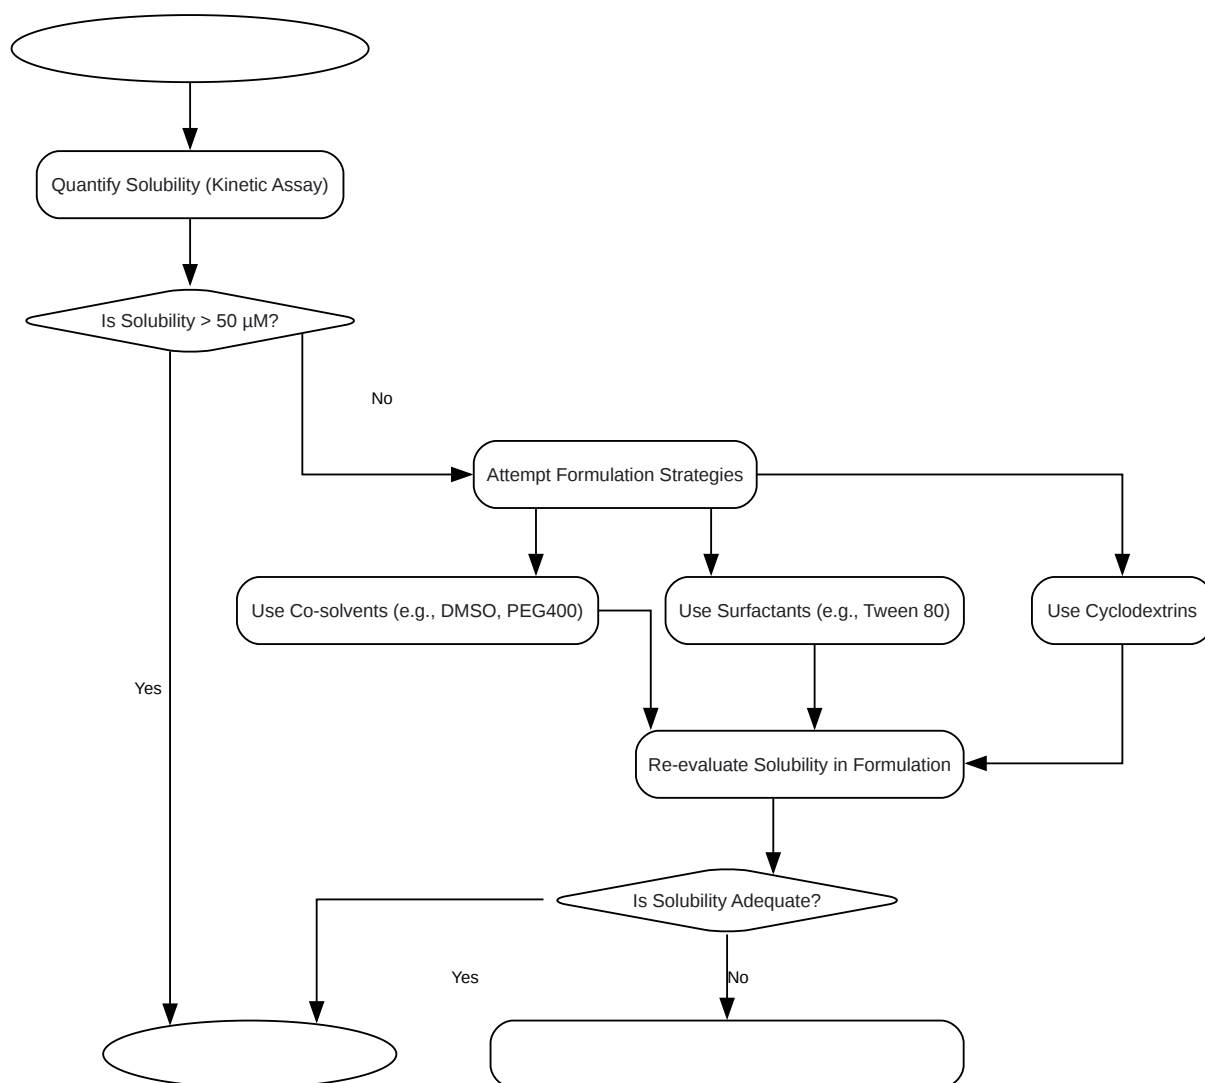 Quantify Solubility (Kinetic Assay)
Is Solubility > 50 µM?
No
Attempt Formulation Strategies
Use Co-solvents (e.g., DMSO, PEG400)
Use Surfactants (e.g., Tween 80)
Use Cyclodextrins
Yes
Re-evaluate Solubility in Formulation
Is Solubility Adequate?
Yes
No